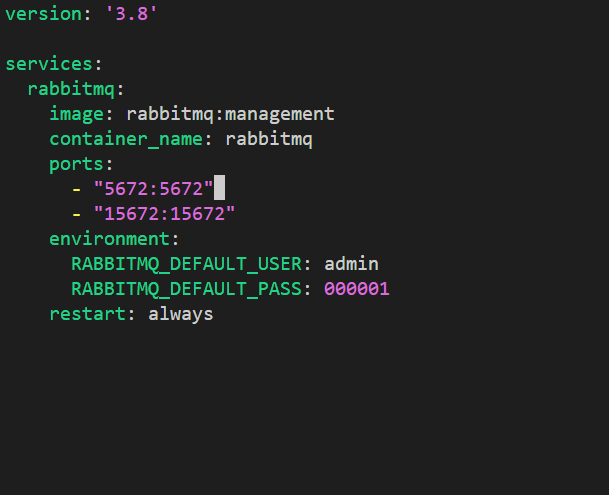 version: '3.8'

services:
  rabbitmq:
    image: rabbitmq:management
    container_name: rabbitmq
    ports:
      - "5672:5672"
      - "15672:15672"
    environment:
      RABBITMQ_DEFAULT_USER: admin
      RABBITMQ_DEFAULT_PASS: 000001
    restart: always